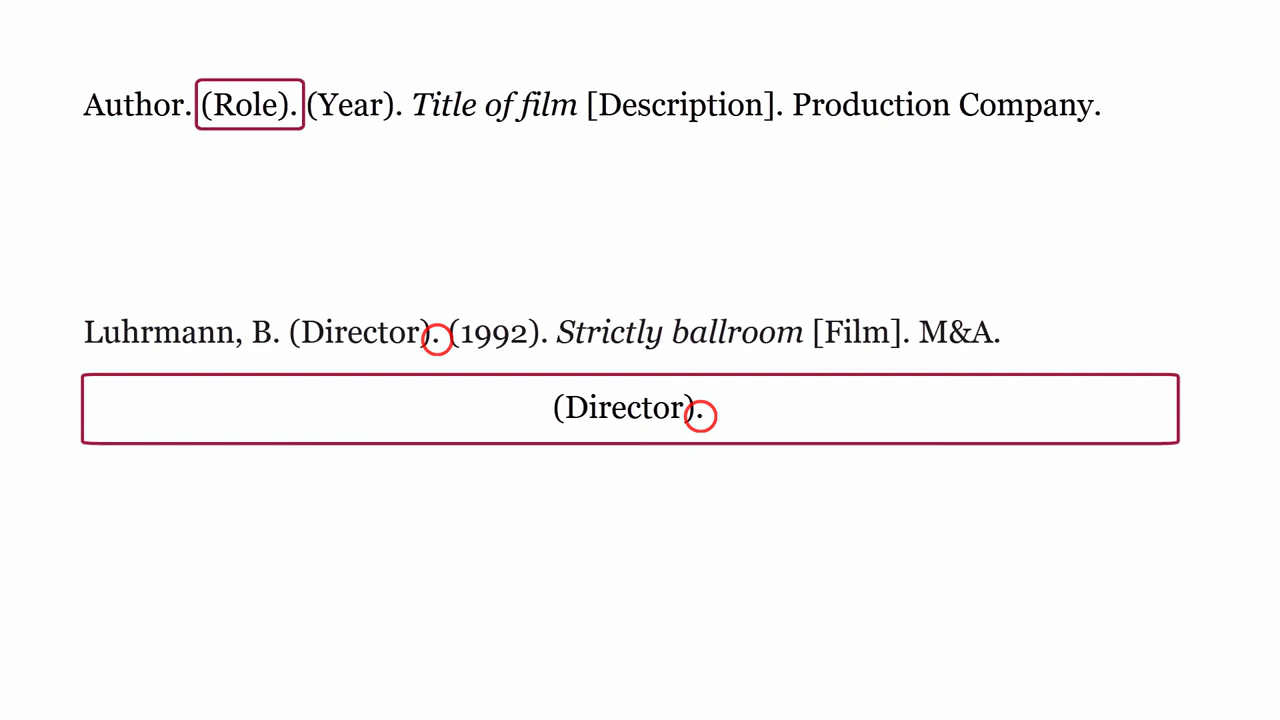 Author. (Role). (Year). Title of film [Description]. Production Company.
Luhrmann, B. (Director). (1992). Strictly ballroom [Film]. M&A.
(Director).